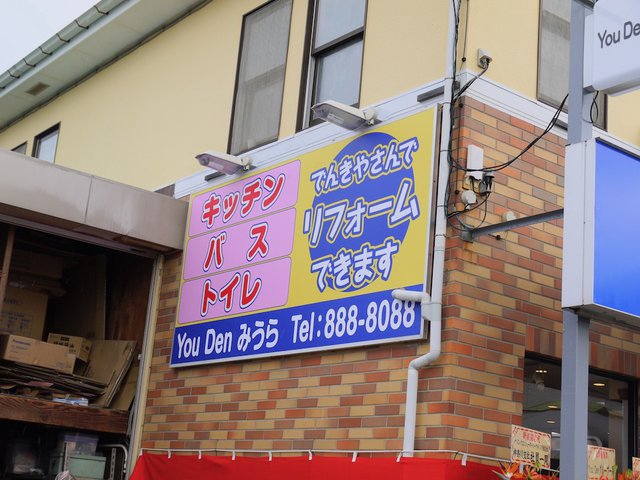 キッチン
バス
トイレ
でんきやさんで
リフォーム
できます
You Den みうら Tel:888-8088
You De